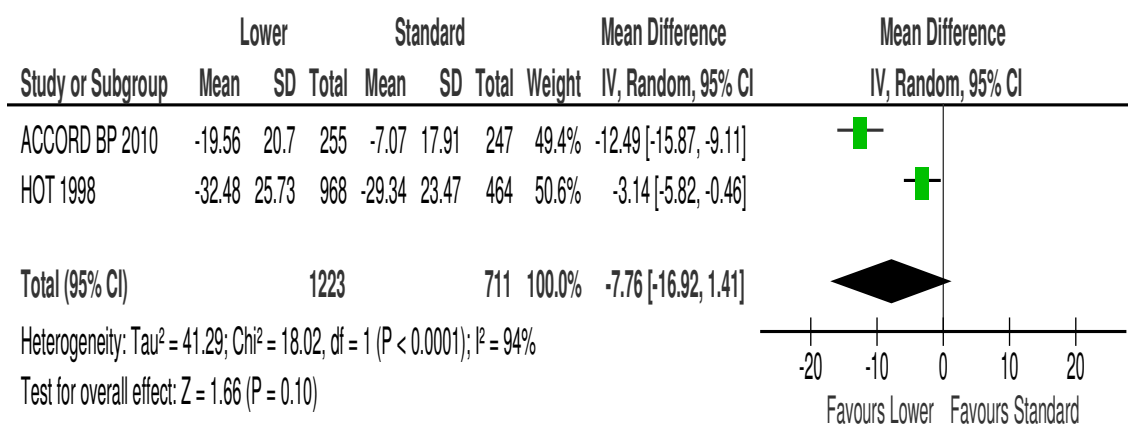 Lower Standard Mean Difference Mean Difference
Study or Subgroup Mean SD Total Mean SD Total Weight IV, Random, 95% CI IV, Random, 95% CI
ACCORD BP 2010 -19.56 20.7 255 -7.07 17.91 247 49.4% -12.49 [-15.87, -9.11]
HOT 1998 -32.48 25.73 968 -29.34 23.47 464 50.6% -3.14 [-5.82, -0.46]
Total (95% CI) 1223 711 100.0% -7.76 [-16.92, 1.41]
Heterogeneity: Tau² = 41.29; Chi² = 18.02, df = 1 (P < 0.0001); I² = 94%
Test for overall effect: Z = 1.66 (P = 0.10)
-20 -10 0 10 20
Favours Lower Favours Standard